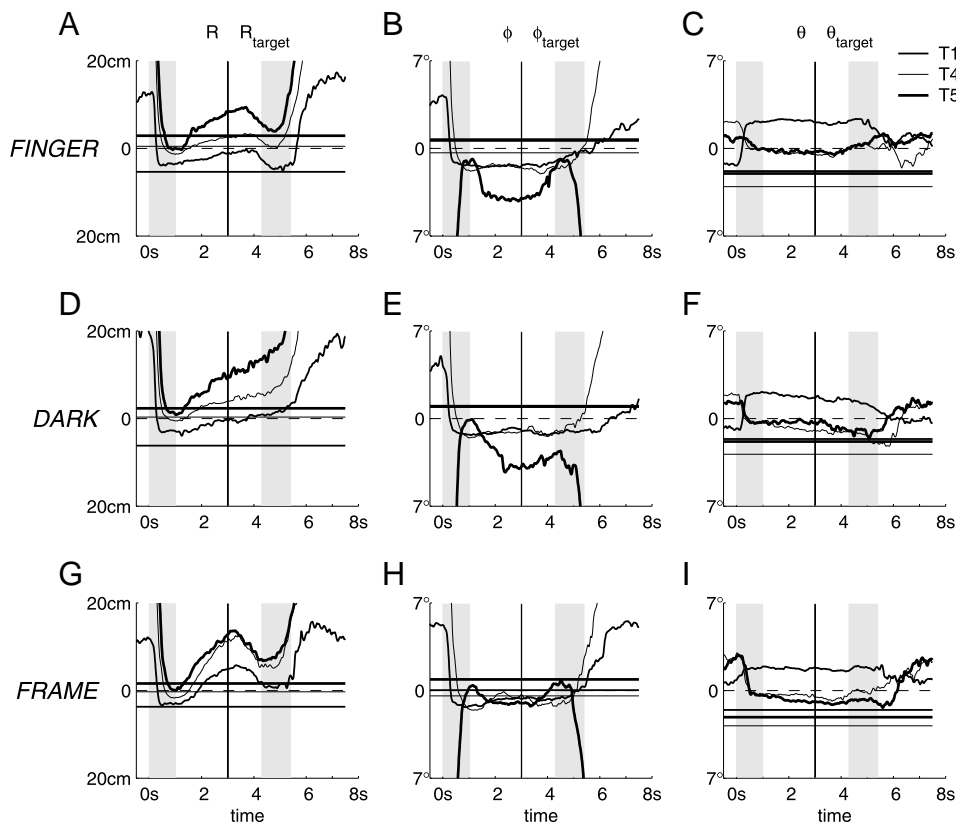 A B C
R R target φ φ target θ θ target
20cm 7° 7° T1
T4
T5
FINGER 0 0 0
20cm 7° 7°
0s 2 4 6 8s 0s 2 4 6 8s 0s 2 4 6 8s
D E F
20cm 7° 7°
DARK 0 0 0
20cm 7° 7°
0s 2 4 6 8s 0s 2 4 6 8s 0s 2 4 6 8s
G H I
20cm 7° 7°
FRAME 0 0 0
20cm 7° 7°
0s 2 4 6 8s 0s 2 4 6 8s 0s 2 4 6 8s
time time time